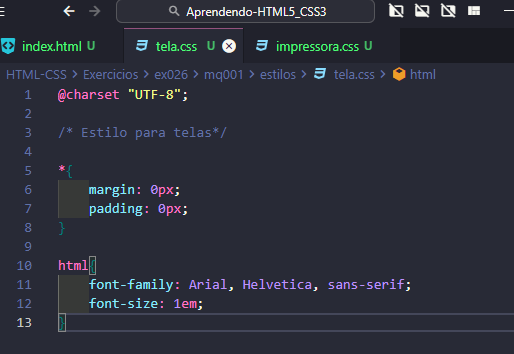 Aprendendo-HTML5_CSS3
index.html U
tela.css U
impressora.css U
HTML-CSS > Exercicios > ex026 > mq001 > estilos > tela.css > html
1 @charset "UTF-8";
2
3 /* Estilo para telas*/
4
5 *{
6 margin: 0px;
7 padding: 0px;
8 }
9
10 html{
11 font-family: Arial, Helvetica, sans-serif;
12 font-size: 1em;
13 }